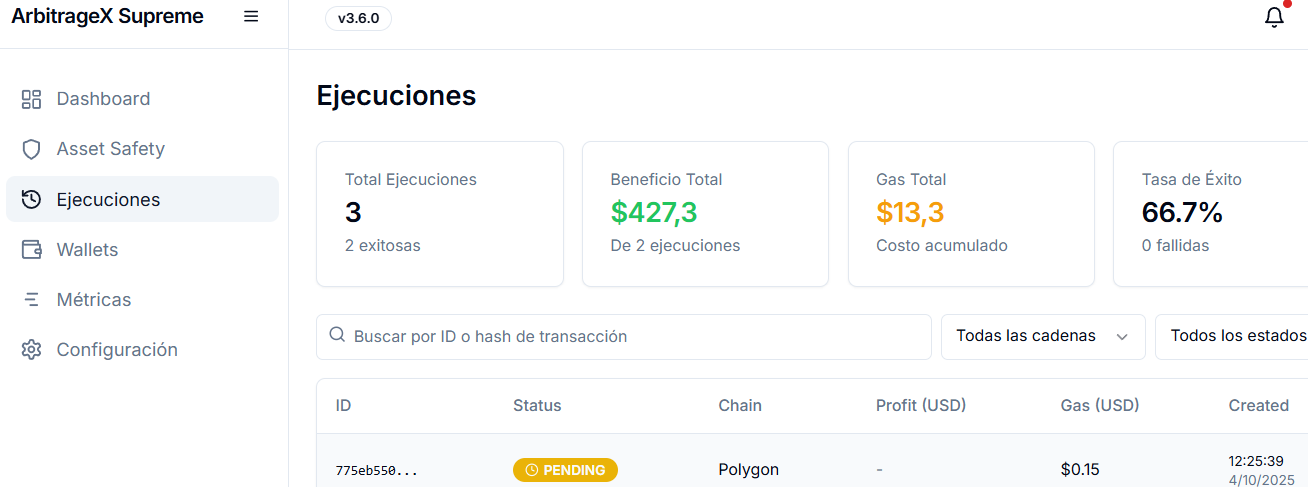 ArbitrageX Supreme
v3.6.0
Dashboard
Asset Safety
Ejecuciones
Wallets
Métricas
Configuración
Ejecuciones
Total Ejecuciones
3
2 exitosas
Beneficio Total
$427,3
De 2 ejecuciones
Gas Total
$13,3
Costo acumulado
Tasa de Éxito
66.7%
0 fallidas
Buscar por ID o hash de transacción
Todas las cadenas
Todos los estados
ID Status Chain Profit (USD) Gas (USD) Created
775eb550... PENDING Polygon - $0.15 12:25:39
4/10/2025